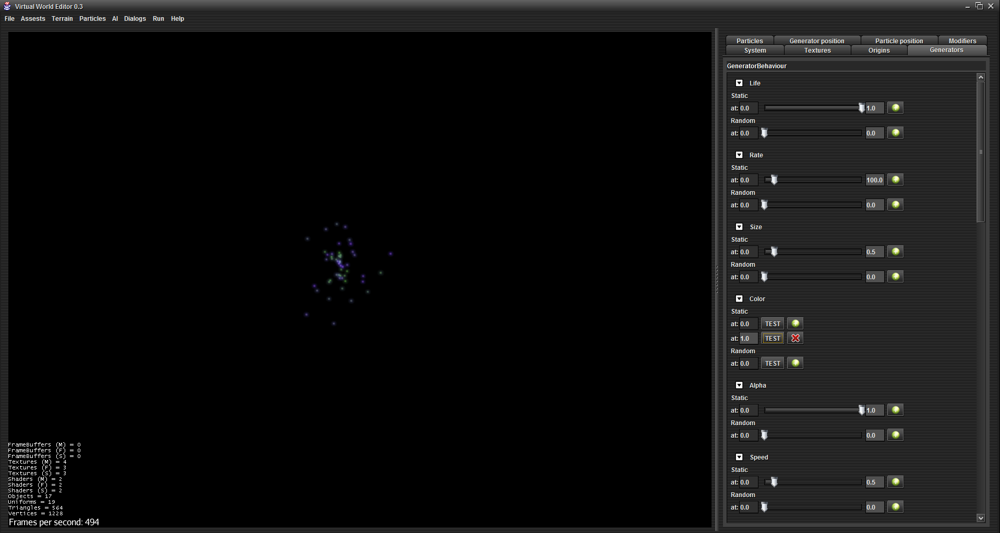 Virtual World Editor 0.3
File Assests Terrain Particles AI Dialogs Run Help
Particles Generator position Particle position Modifiers
System Textures Origins Generators
GeneratorBehaviour
Life
Static
at: 0.0 1.0
Random
at: 0.0 0.0
Rate
Static
at: 0.0 100.0
Random
at: 0.0 0.0
Size
Static
at: 0.0 0.5
Random
at: 0.0 0.0
Color
Static
at: 0.0 TEST
at: 1.0 TEST
Random
at: 0.0 TEST
Alpha
Static
at: 0.0 1.0
Random
at: 0.0 0.0
Speed
Static
at: 0.0 0.5
Random
at: 0.0 0.0
FrameBuffers (M) = 0
FrameBuffers (F) = 0
FrameBuffers (S) = 0
Textures (M) = 4
Textures (F) = 3
Textures (S) = 3
Shaders (M) = 2
Shaders (F) = 2
Shaders (S) = 2
Objects = 17
Uniforms = 19
Triangles = 564
Vertices = 1228
Frames per second: 494